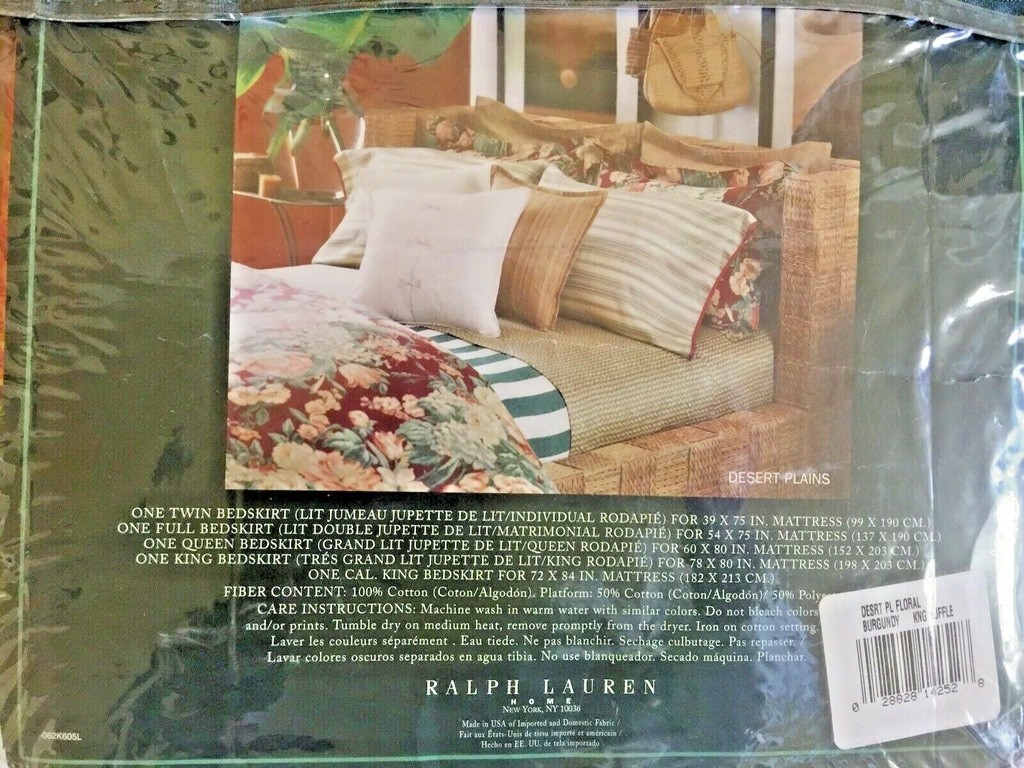 DESERT PLAINS
ONE TWIN BEDSKIRT (LIT JUMEAU JUPETTE DE LIT/INDIVIDUAL RODAPIÉ) FOR 39 X 75 IN. MATTRESS (99 X 190 CM.)
ONE FULL BEDSKIRT (LIT DOUBLE JUPETTE DE LIT/MATRIMONIAL RODAPIÉ) FOR 54 X 75 IN. MATTRESS (137 X 190 CM.)
ONE QUEEN BEDSKIRT (GRAND LIT JUPETTE DE LIT/QUEEN RODAPIÉ) FOR 60 X 80 IN. MATTRESS (152 X 203 CM.)
ONE KING BEDSKIRT (TRÉS GRAND LIT JUPETTE DE LIT/KING RODAPIÉ) FOR 78 X 80 IN. MATTRESS (198 X 203 CM.)
ONE CAL. KING BEDSKIRT FOR 72 X 84 IN. MATTRESS (182 X 213 CM.)
FIBER CONTENT: 100% Cotton (Coton/Algodón). Platform: 50% Cotton (Coton/Algodón)/ 50%
CARE INSTRUCTIONS: Machine wash in warm water with similar colors. Do not bleach colors
and/or prints. Tumble dry on medium heat, remove promptly from the dryer. Iron on cotton setting.
Laver les couleurs séparément . Eau tiede. Ne pas blanchir. Sechage culbutage. Pas repasser. /
Lavar colores oscuros separados en agua tibia. No use blanqueador. Secado máquina. Planchar.
RALPH LAUREN
HOME
NEW YORK, NY 10036
Made in USA of Imported and Domestic Fabric /
Fait aux États-Unis de tissu importé et américain /
Hecho en EE. UU. de tela importado
062K605L
DESRT PL FLORAL
BURGUNDY KNG
0 28828 14252 8